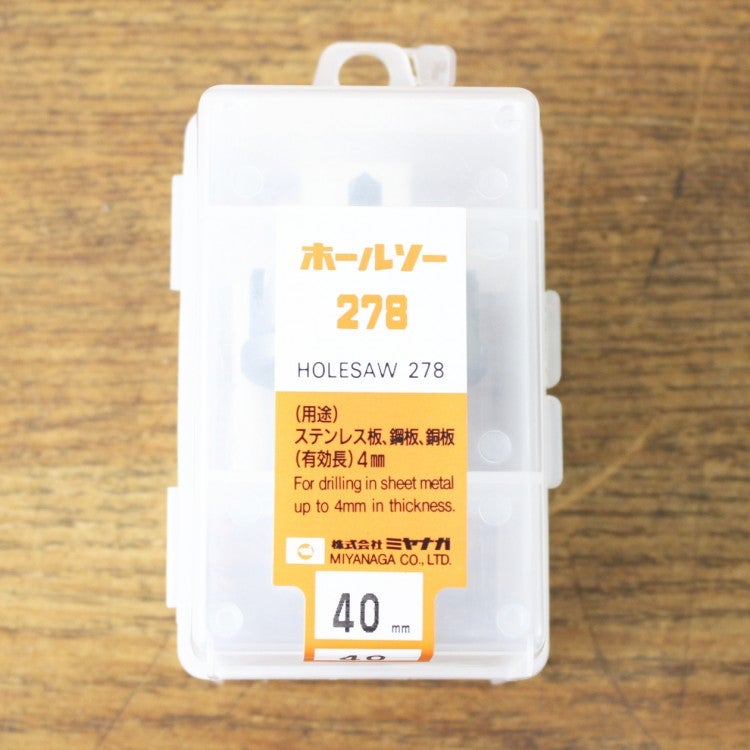 ホールソー
278
HOLESAW 278
(用途)
ステンレス板、鋼板、銅板
(有効長)4㎜
For drilling in sheet metal
up to 4mm in thickness.
株式会社 ミヤナガ
MIYANAGA CO., LTD.
40 mm
40